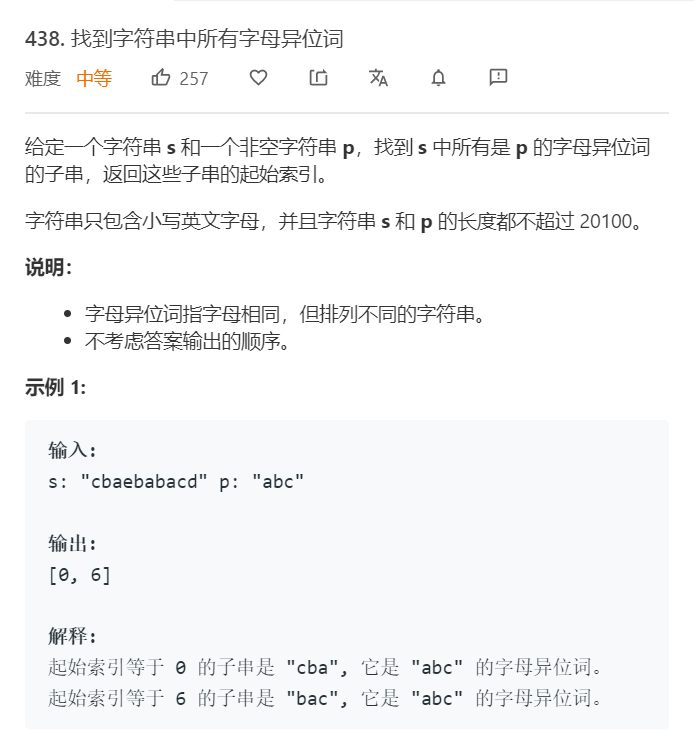 438. 找到字符串中所有字母异位词
难度 中等 257
给定一个字符串 s 和一个非空字符串 p，找到 s 中所有是 p 的字母异位词
的子串，返回这些子串的起始索引。
字符串只包含小写英文字母，并且字符串 s 和 p 的长度都不超过 20100。
说明：
• 字母异位词指字母相同，但排列不同的字符串。
• 不考虑答案输出的顺序。
示例 1:
输入:
s: "cbaebabacd" p: "abc"
输出:
[0, 6]
解释:
起始索引等于 0 的子串是 "cba", 它是 "abc" 的字母异位词。
起始索引等于 6 的子串是 "bac", 它是 "abc" 的字母异位词。